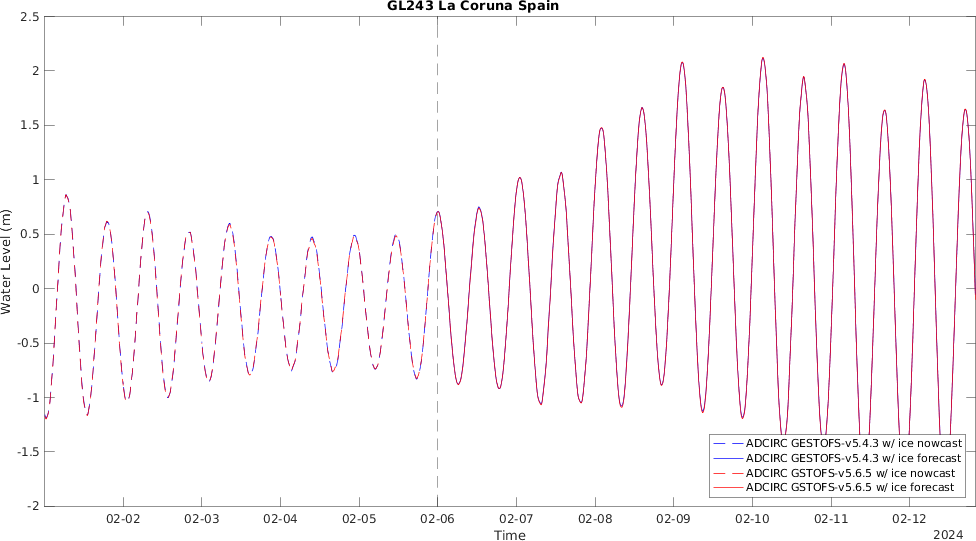 GL243 La Coruna Spain
2.5
2
1.5
1
0.5
0
-0.5
-1
-1.5
-2
Water Level (m)
02-02 02-03 02-04 02-05 02-06 02-07 02-08 02-09 02-10 02-11 02-12
Time
2024
ADCIRC GESTOFS-v5.4.3 w/ ice nowcast
ADCIRC GESTOFS-v5.4.3 w/ ice forecast
ADCIRC GSTOFS-v5.6.5 w/ ice nowcast
ADCIRC GSTOFS-v5.6.5 w/ ice forecast